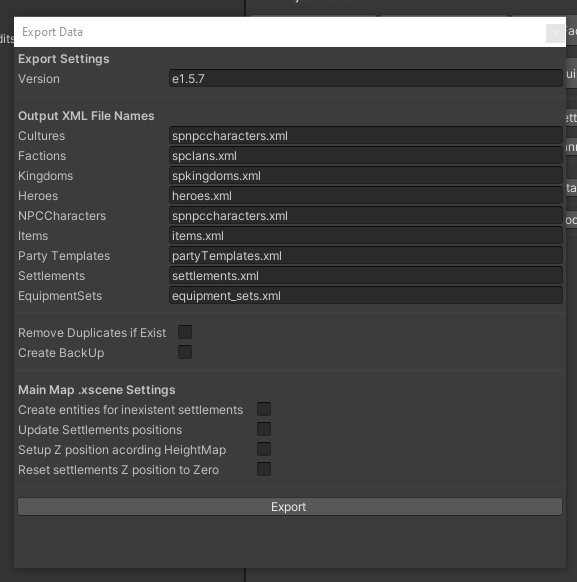 Export Data
Export Settings
Version e1.5.7
Output XML File Names
Cultures spnpccharacters.xml
Factions spclans.xml
Kingdoms spkingdoms.xml
Heroes heroes.xml
NPCCharacters spnpccharacters.xml
Items items.xml
Party Templates partyTemplates.xml
Settlements settlements.xml
EquipmentSets equipment_sets.xml
Remove Duplicates if Exist
Create BackUp
Main Map .xscene Settings
Create entities for inexistent settlements
Update Settlements positions
Setup Z position acording HeightMap
Reset settlements Z position to Zero
Export